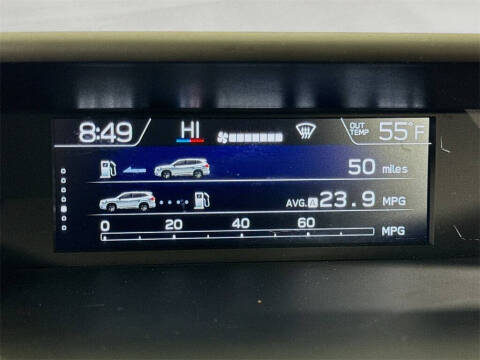 8:49 HI OUT TEMP 55°F
50 miles
AVG. A 23.9 MPG
0 20 40 60 MPG